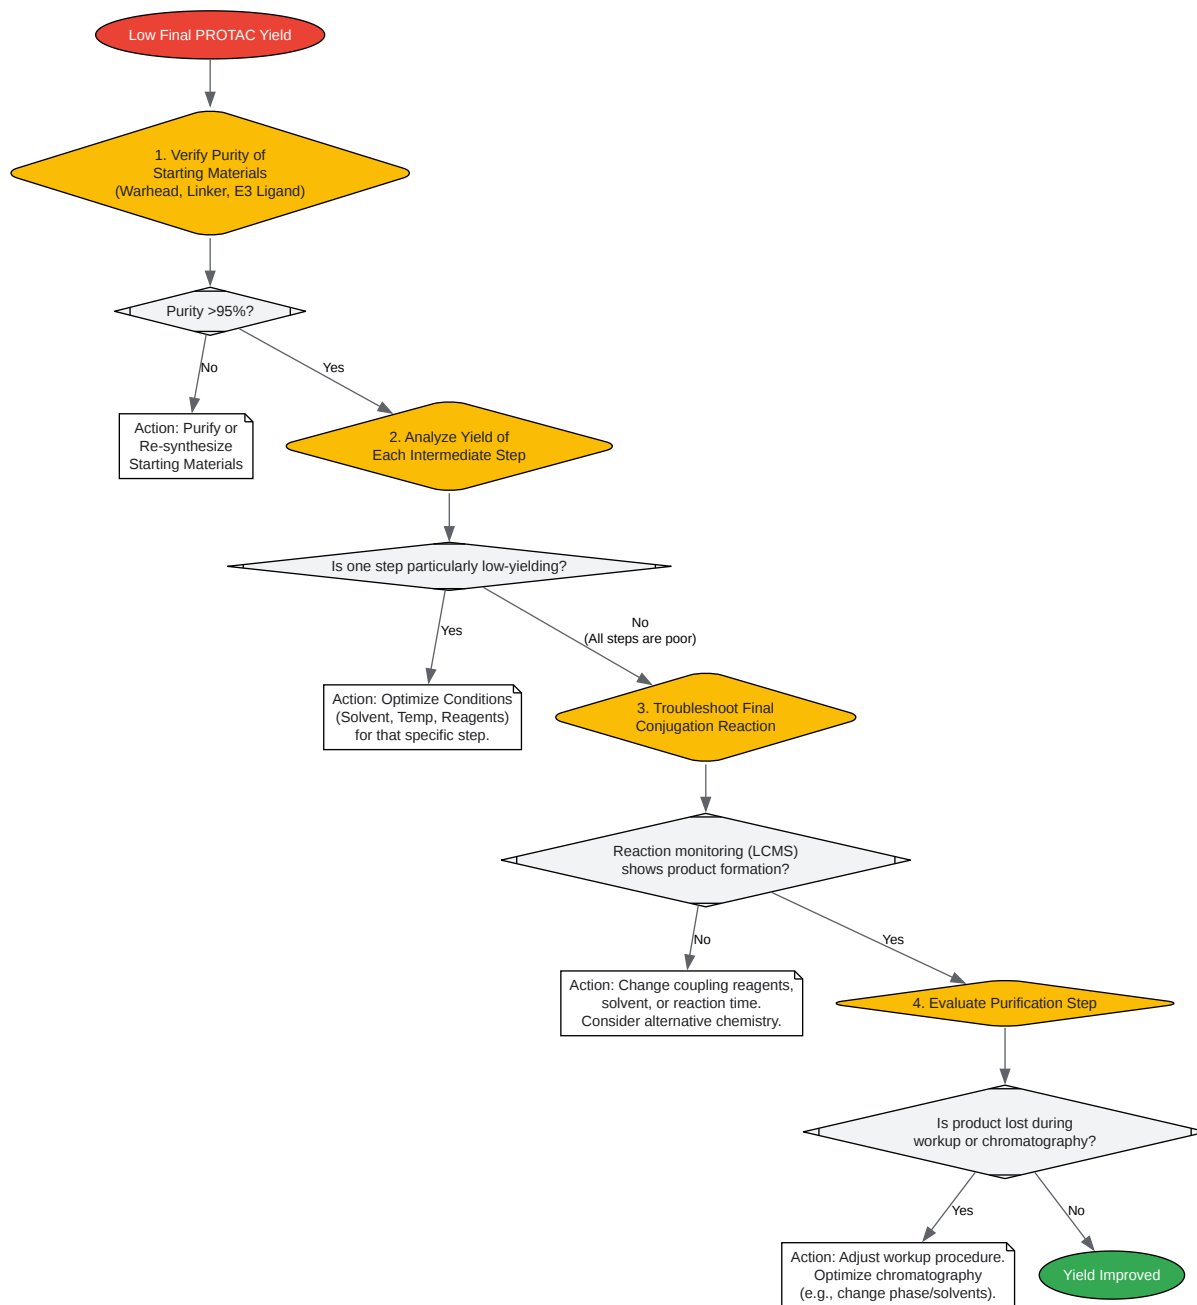 Low Final PROTAC Yield
1. Verify Purity of
Starting Materials
(Warhead, Linker, E3 Ligand)
Purity >95%?
No
Yes
Action: Purify or
Re-synthesize
Starting Materials
2. Analyze Yield of
Each Intermediate Step
Is one step particularly low-yielding?
Yes
No
(All steps are poor)
Action: Optimize Conditions
(Solvent, Temp, Reagents)
for that specific step.
3. Troubleshoot Final
Conjugation Reaction
Reaction monitoring (LCMS)
shows product formation?
No
Yes
Action: Change coupling reagents,
solvent, or reaction time.
Consider alternative chemistry.
4. Evaluate Purification Step
Is product lost during
workup or chromatography?
Yes
No
Action: Adjust workup procedure.
Optimize chromatography
(e.g., change phase/solvents).
Yield Improved